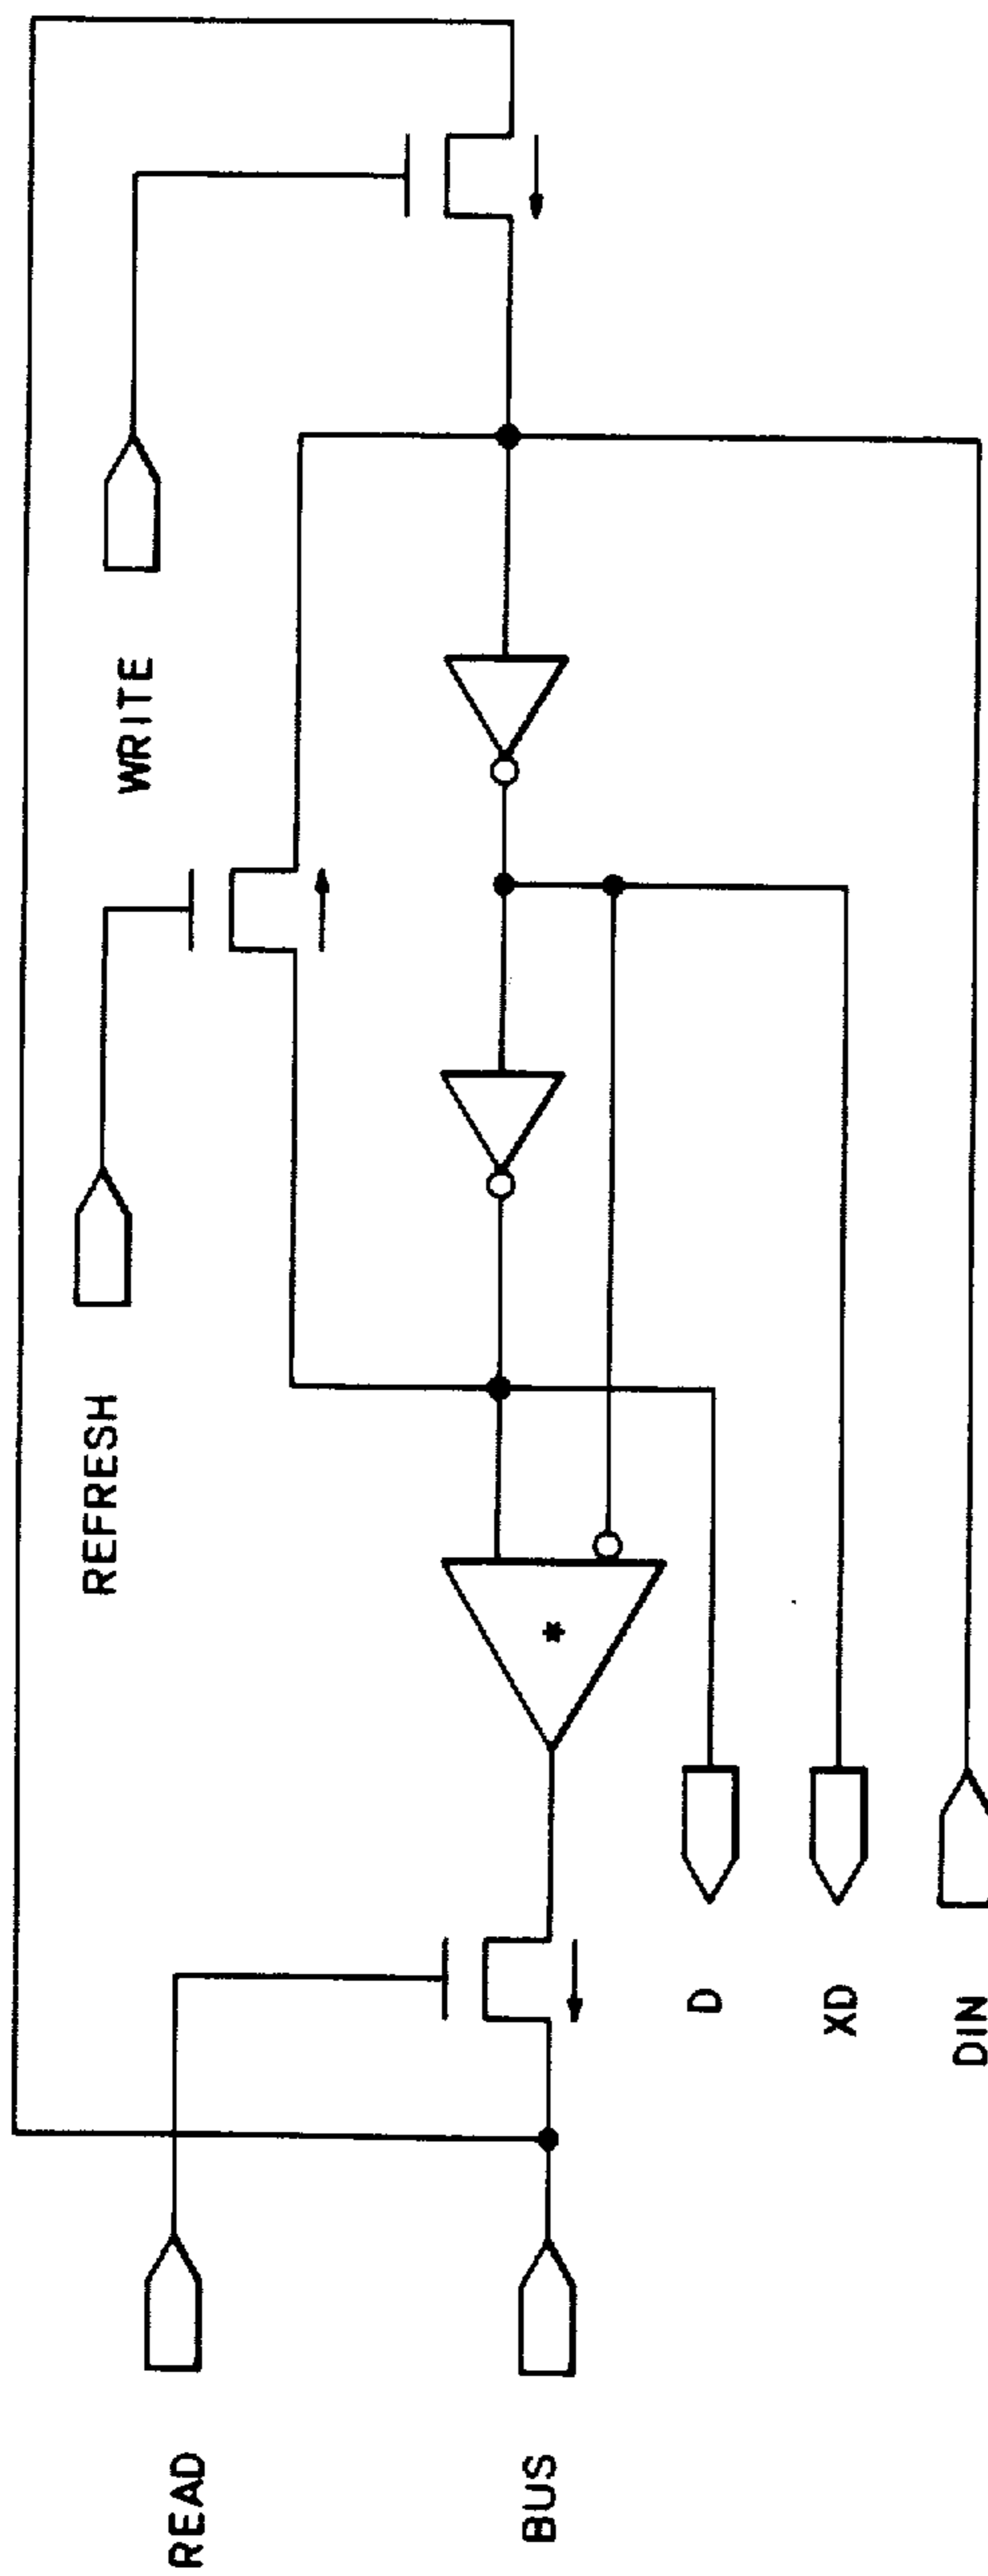 WRITE
REFRESH
*
D
XD
DIN
READ
BUS